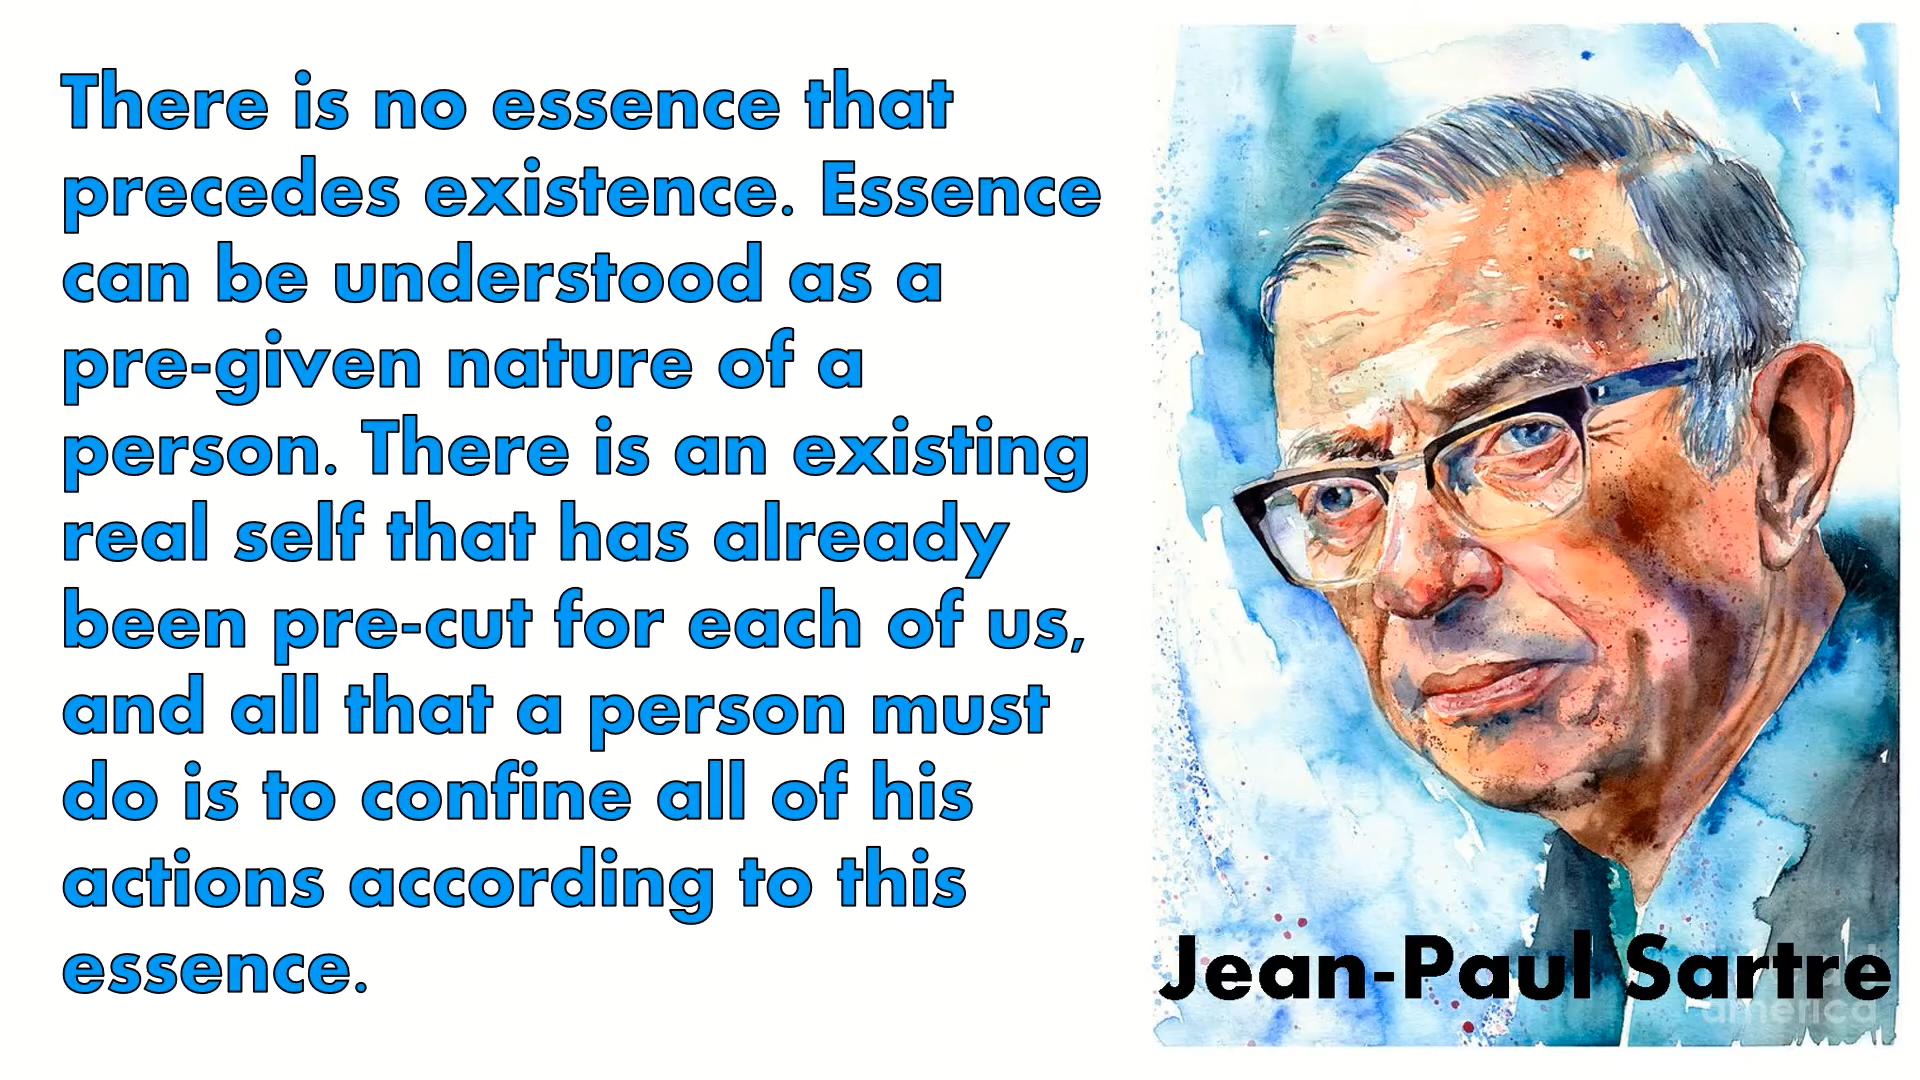 There is no essence that
precedes existence. Essence
can be understood as a
pre-given nature of a
person. There is an existing
real self that has already
been pre-cut for each of us,
and all that a person must
do is to confine all of his
actions according to this
essence.
Jean-Paul Sartre
america